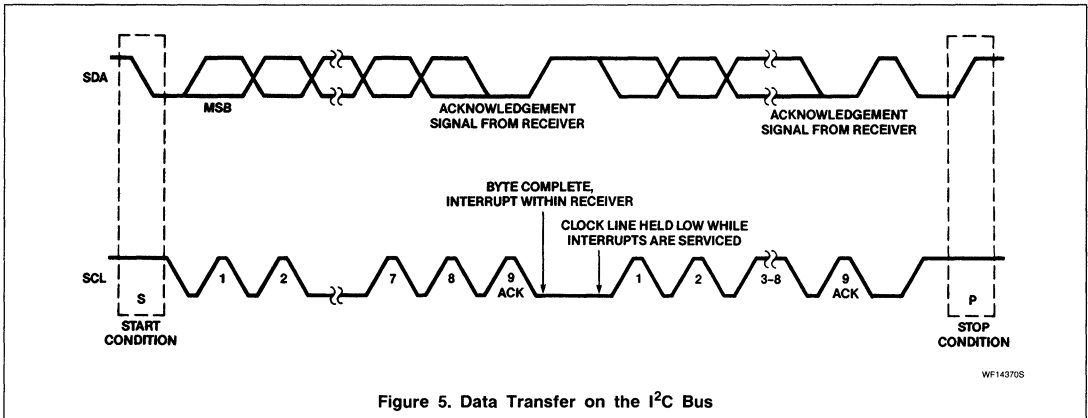 SDA
MSB
ACKNOWLEDGEMENT
SIGNAL FROM RECEIVER
ACKNOWLEDGEMENT
SIGNAL FROM RECEIVER
BYTE COMPLETE,
INTERRUPT WITHIN RECEIVER
CLOCK LINE HELD LOW WHILE
INTERRUPTS ARE SERVICED
SCL
S
1
2
7
8
9
ACK
1
2
3–8
9
ACK
P
START
CONDITION
STOP
CONDITION
WF14370S
Figure 5. Data Transfer on the I²C Bus